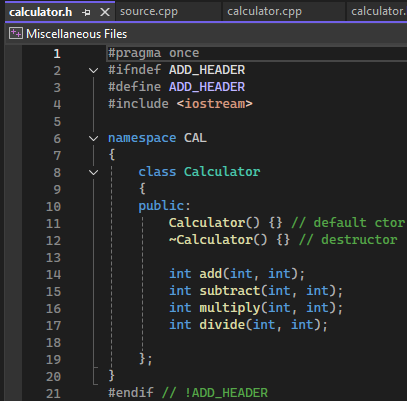 calculator.h source.cpp calculator.cpp calculator.
Miscellaneous Files
1 #pragma once
2 #ifndef ADD_HEADER
3 #define ADD_HEADER
4 #include <iostream>
5
6 namespace CAL
7 {
8 class Calculator
9 {
10 public:
11 Calculator() {} // default ctor
12 ~Calculator() {} // destructor
13
14 int add(int, int);
15 int subtract(int, int);
16 int multiply(int, int);
17 int divide(int, int);
18
19 };
20 }
21 #endif // !ADD_HEADER